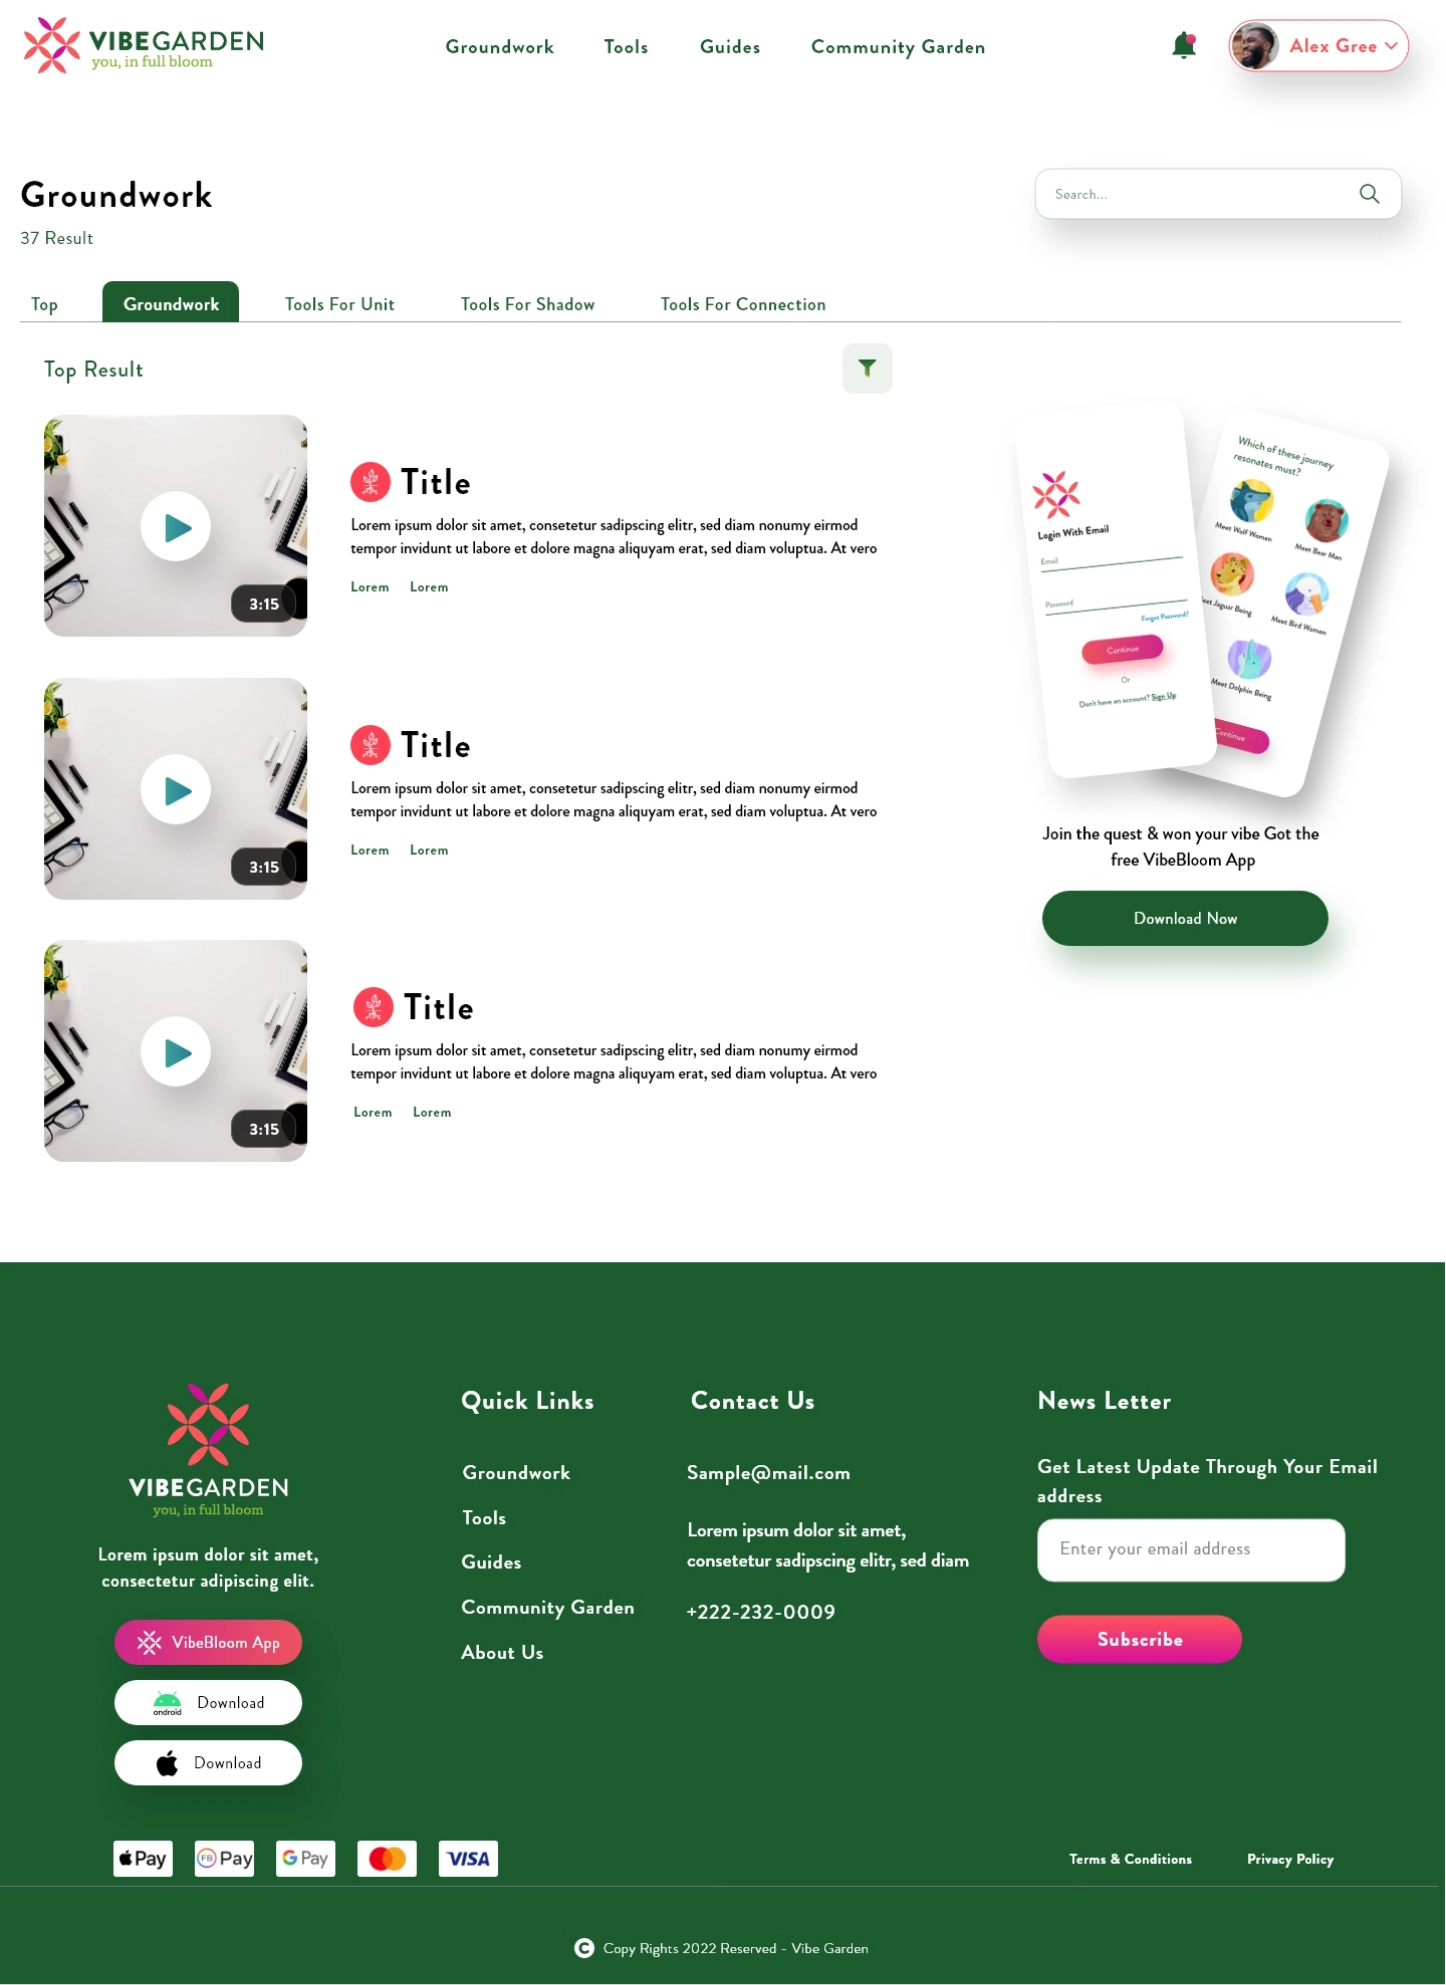 VIBEGARDEN
you, in full bloom
Groundwork Tools Guides Community Garden
Alex Gree
Groundwork
Search...
37 Result
Top Groundwork Tools For Unit Tools For Shadow Tools For Connection
Top Result
3:15
Title
Lorem ipsum dolor sit amet, consetetur sadipscing elitr, sed diam nonumy eirmod
tempor invidunt ut labore et dolore magna aliquyam erat, sed diam voluptua. At vero
Lorem Lorem
3:15
Title
Lorem ipsum dolor sit amet, consetetur sadipscing elitr, sed diam nonumy eirmod
tempor invidunt ut labore et dolore magna aliquyam erat, sed diam voluptua. At vero
Lorem Lorem
3:15
Title
Lorem ipsum dolor sit amet, consetetur sadipscing elitr, sed diam nonumy eirmod
tempor invidunt ut labore et dolore magna aliquyam erat, sed diam voluptua. At vero
Lorem Lorem
Login With Email
Email
Password
Forgot Password?
Continue
Or
Don't have an account? Sign Up
Which of these journey
resonates must?
Meet Wolf Women
Meet Bear Man
Meet Jaguar Being
Meet Bird Women
Meet Dolphin Being
Continue
Join the quest & won your vibe Got the
free VibeBloom App
Download Now
VIBEGARDEN
you, in full bloom
Lorem ipsum dolor sit amet,
consectetur adipiscing elit.
VibeBloom App
android Download
Download
Quick Links
Groundwork
Tools
Guides
Community Garden
About Us
Contact Us
Sample@mail.com
Lorem ipsum dolor sit amet,
consetetur sadipscing elitr, sed diam
+222-232-0009
News Letter
Get Latest Update Through Your Email
address
Enter your email address
Subscribe
Pay FB Pay G Pay VISA
Terms & Conditions Privacy Policy
C Copy Rights 2022 Reserved - Vibe Garden